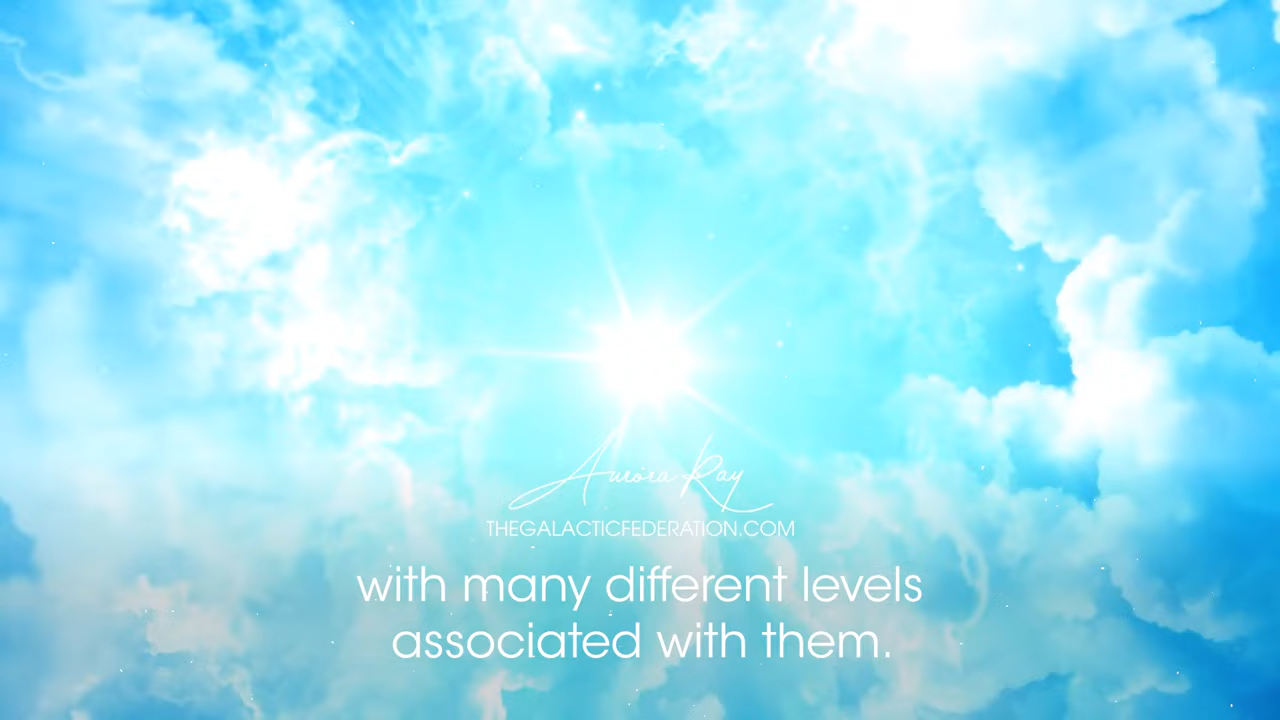 Aurora Ray
THEGALACTICFEDERATION.COM
with many different levels
associated with them.